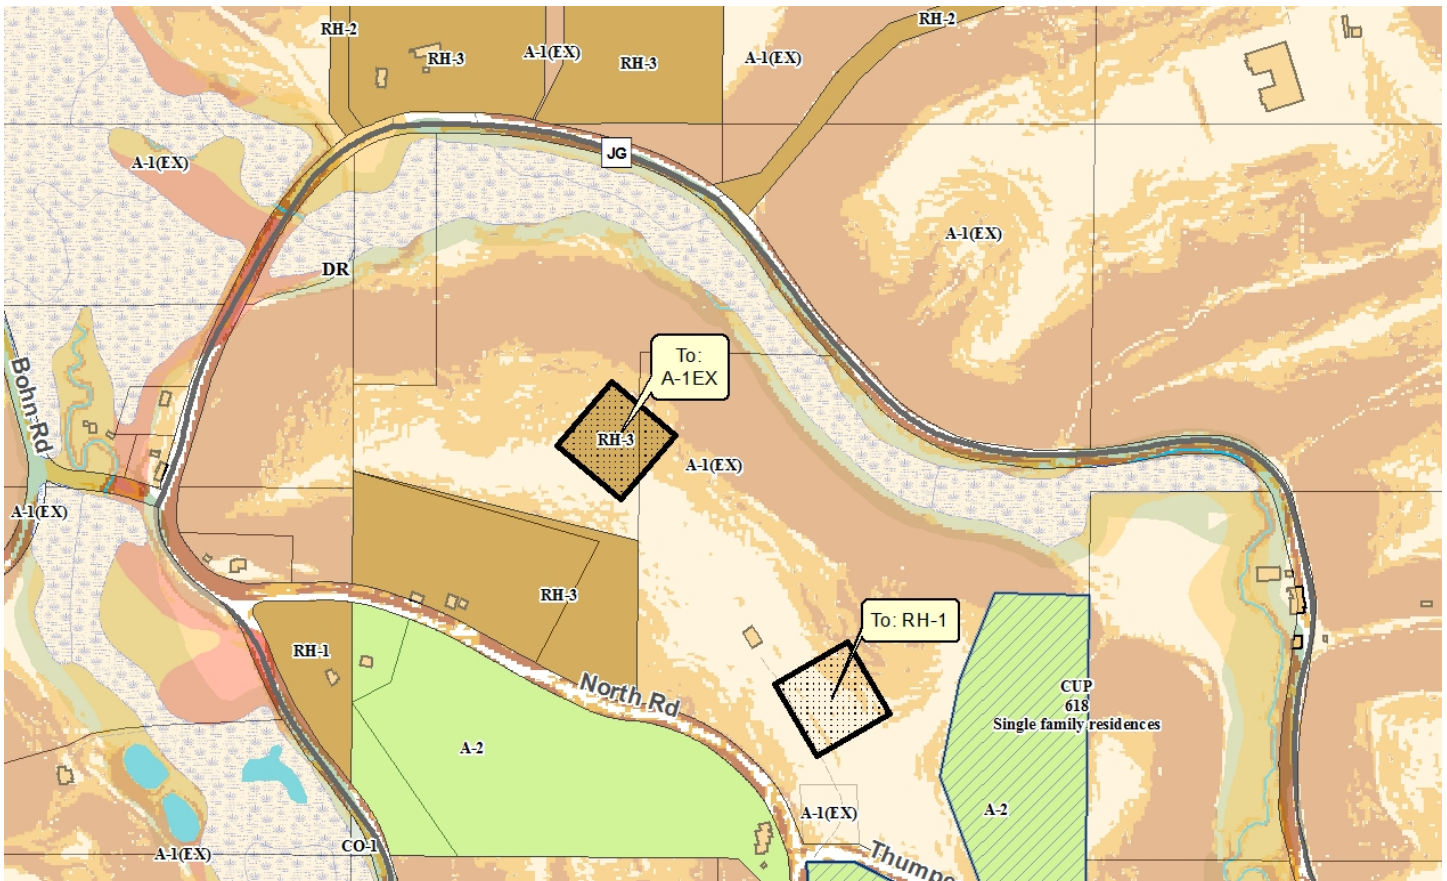 RH-2
RH-2
RH-3
A-1(EX)
RH-3
A-1(EX)
JG
A-1(EX)
A-1(EX)
DR
To:
A-1EX
Bohn Rd
RH-3
A-1(EX)
A-1(EX)
RH-3
To: RH-1
RH-1
North Rd
CUP
618
Single family residences
A-2
A-2
A-1(EX)
CO-1
A-1(EX)